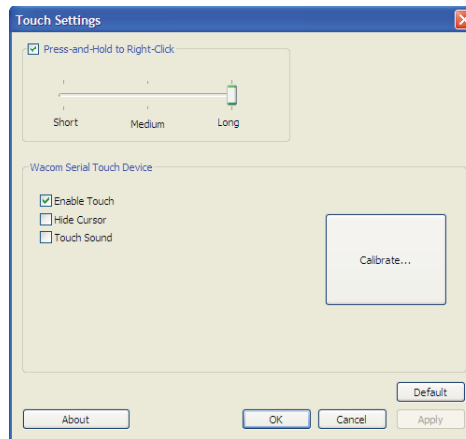 Touch Settings
Press-and-Hold to Right-Click
Short Medium Long
Wacom Serial Touch Device
Enable Touch
Hide Cursor
Touch Sound
Calibrate...
Default
About OK Cancel Apply